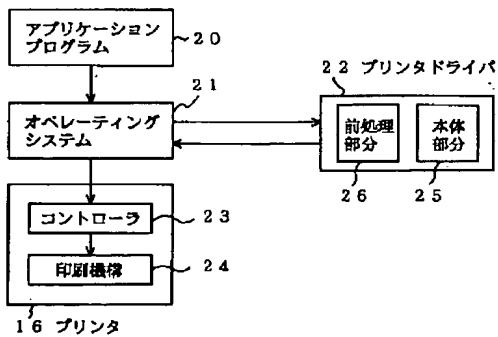 アプリケーション
プログラム
20
オペレーティング
システム
21
22 プリンタドライバ
前処理
部分
本体
部分
26
25
コントローラ
23
印刷機構
24
16 プリンタ